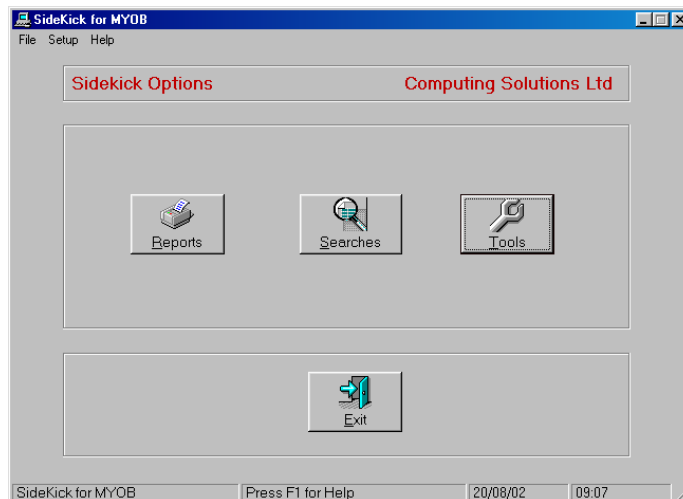 SideKick for MYOB
File Setup Help
Sidekick Options Computing Solutions Ltd
Reports Searches Tools
Exit
SideKick for MYOB Press F1 for Help 20/08/02 09:07